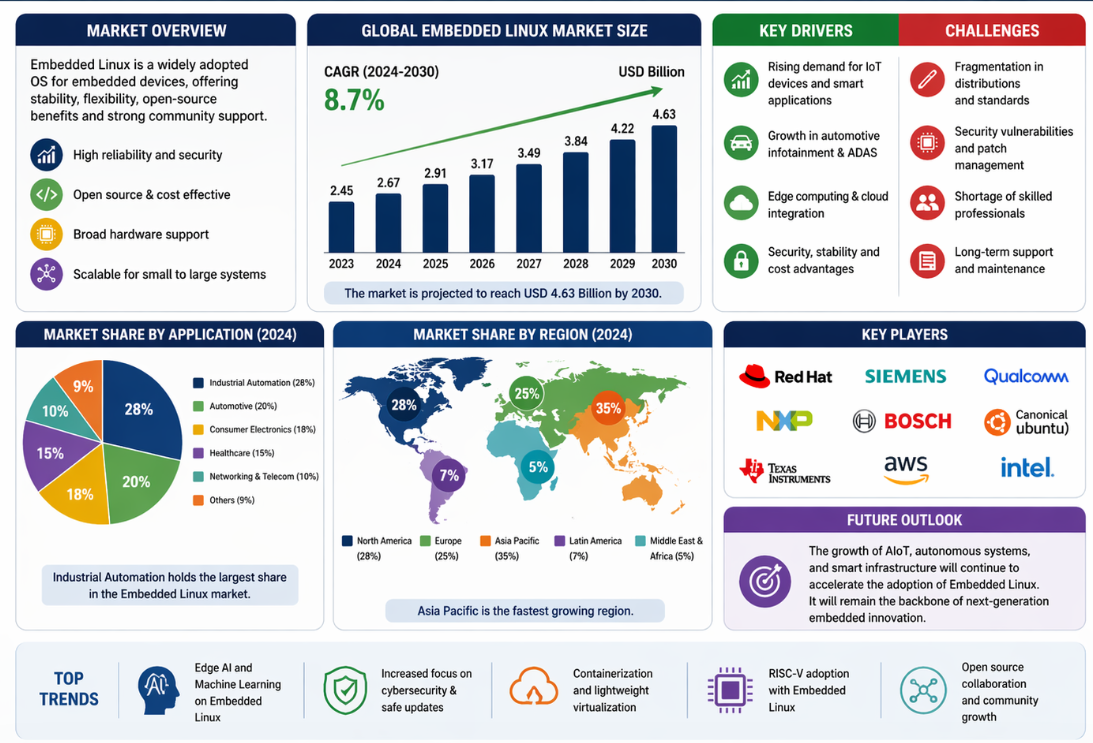 MARKET OVERVIEW
Embedded Linux is a widely adopted
OS for embedded devices, offering
stability, flexibility, open-source
benefits and strong community support.
High reliability and security
Open source & cost effective
Broad hardware support
Scalable for small to large systems
GLOBAL EMBEDDED LINUX MARKET SIZE
CAGR (2024-2030)
USD Billion
8.7%
2.45
2.67
2.91
3.17
3.49
3.84
4.22
4.63
2023
2024
2025
2026
2027
2028
2029
2030
The market is projected to reach USD 4.63 Billion by 2030.
KEY DRIVERS
Rising demand for IoT
devices and smart
applications
Growth in automotive
infotainment & ADAS
Edge computing & cloud
integration
Security, stability and
cost advantages
CHALLENGES
Fragmentation in
distributions
and standards
Security vulnerabilities
and patch
management
Shortage of skilled
professionals
Long-term support
and maintenance
MARKET SHARE BY APPLICATION (2024)
28%
20%
18%
15%
10%
9%
Industrial Automation (28%)
Automotive (20%)
Consumer Electronics (18%)
Healthcare (15%)
Networking & Telecom (10%)
Others (9%)
Industrial Automation holds the largest share
in the Embedded Linux market.
MARKET SHARE BY REGION (2024)
28%
25%
35%
7%
5%
North America
(28%)
Europe
(25%)
Asia Pacific
(35%)
Latin America
(7%)
Middle East &
Africa (5%)
Asia Pacific is the fastest growing region.
KEY PLAYERS
Red Hat
SIEMENS
Qualcomm
NXP
BOSCH
Canonical
ubuntu)
TEXAS
INSTRUMENTS
aws
intel.
FUTURE OUTLOOK
The growth of AIoT, autonomous systems,
and smart infrastructure will continue to
accelerate the adoption of Embedded Linux.
It will remain the backbone of next-generation
embedded innovation.
TOP
TRENDS
AI
Edge AI and
Machine Learning
on Embedded
Linux
Increased focus on
cybersecurity &
safe updates
Containerization
and lightweight
virtualization
RISC-V adoption
with Embedded
Linux
Open source
collaboration
and community
growth